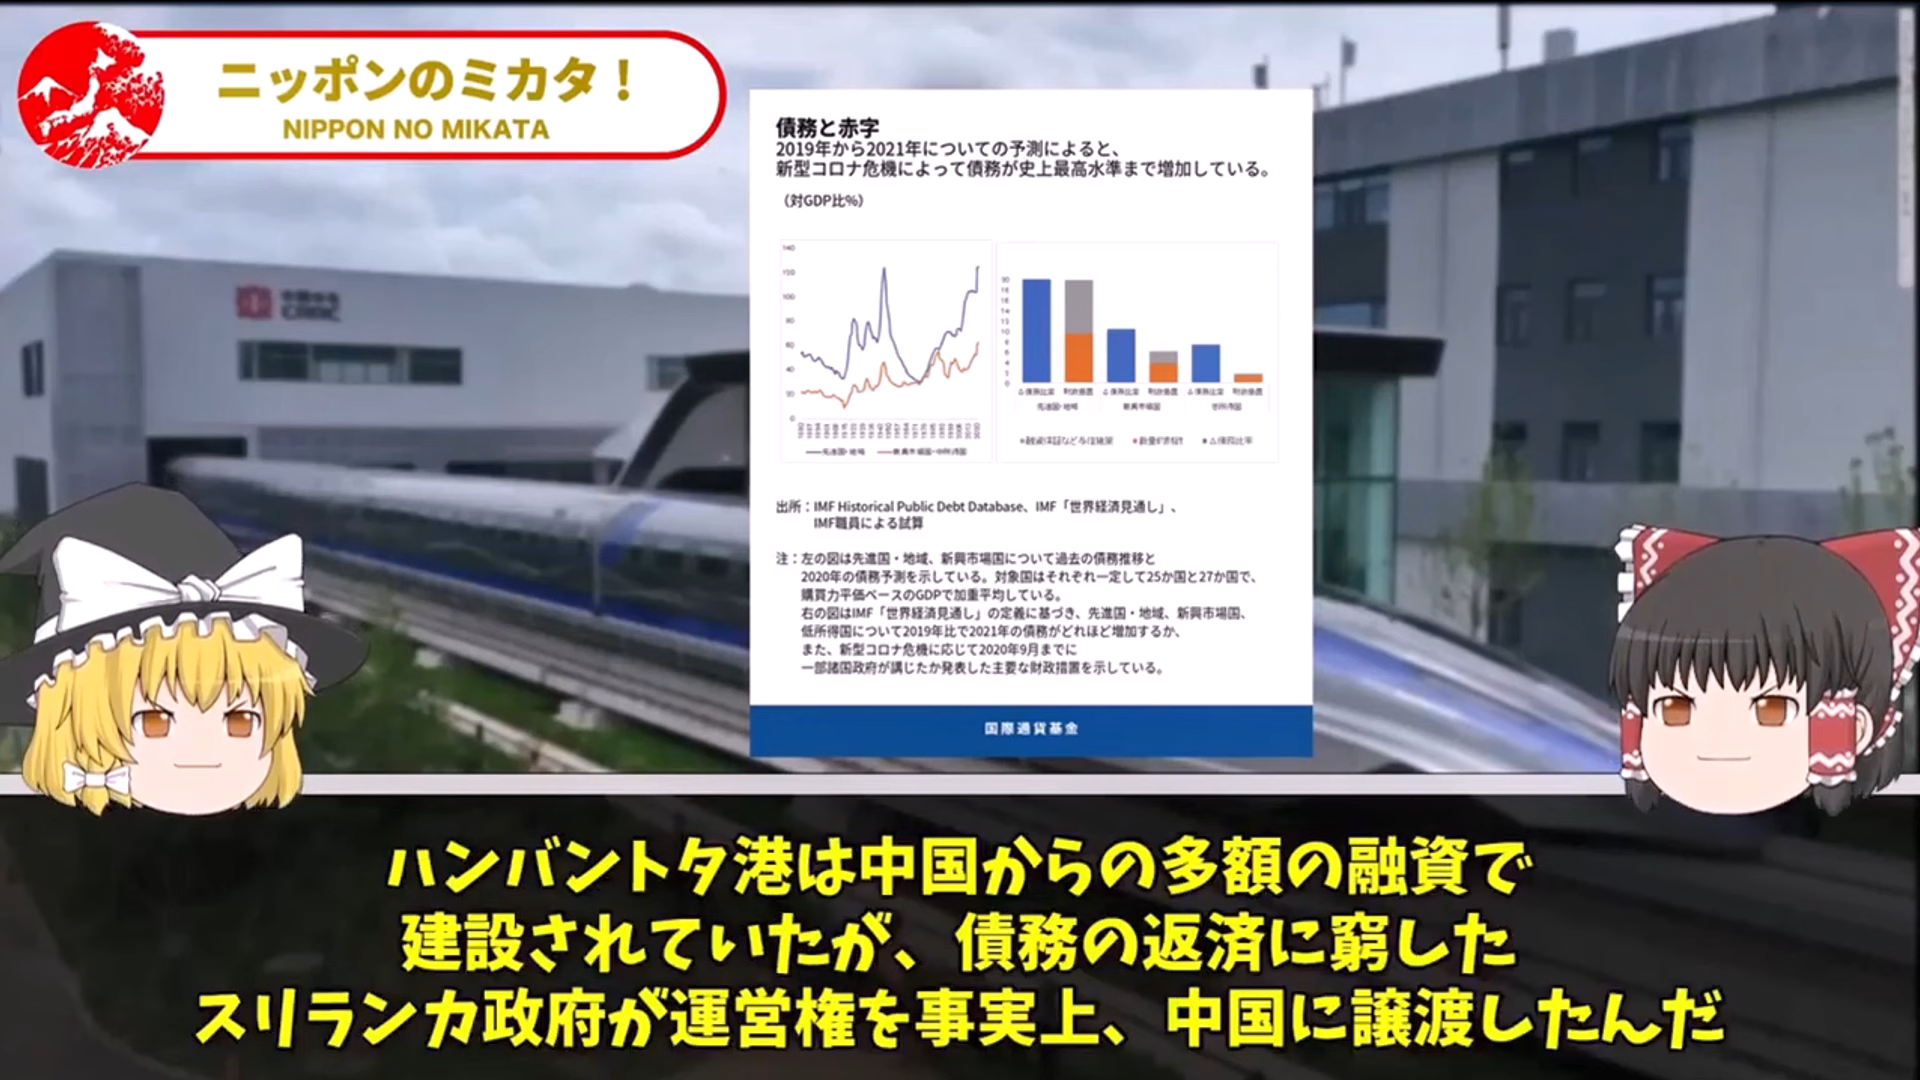 ニッポンのミカタ！
NIPPON NO MIKATA
債務と赤字
2019年から2021年についての予測によると、
新型コロナ危機によって債務が史上最高水準まで増加している。
（対GDP比%）
出所：IMF Historical Public Debt Database、IMF「世界経済見通し」、
IMF職員による試算
注：左の図は先進国・地域、新興市場国について過去の債務推移と
2020年の債務予測を示している。対象国はそれぞれ一定して25か国と27か国で、
購買力平価ベースのGDPで加重平均している。
右の図はIMF「世界経済見通し」の定義に基づき、先進国・地域、新興市場国、
低所得国について2019年比で2021年の債務がどれほど増加するか、
また、新型コロナ危機に応じて2020年9月までに
一部諸国政府が講じたか発表した主要な財政措置を示している。
国際通貨基金
ハンバントタ港は中国からの多額の融資で
建設されていたが、債務の返済に窮した
スリランカ政府が運営権を事実上、中国に譲渡したんだ